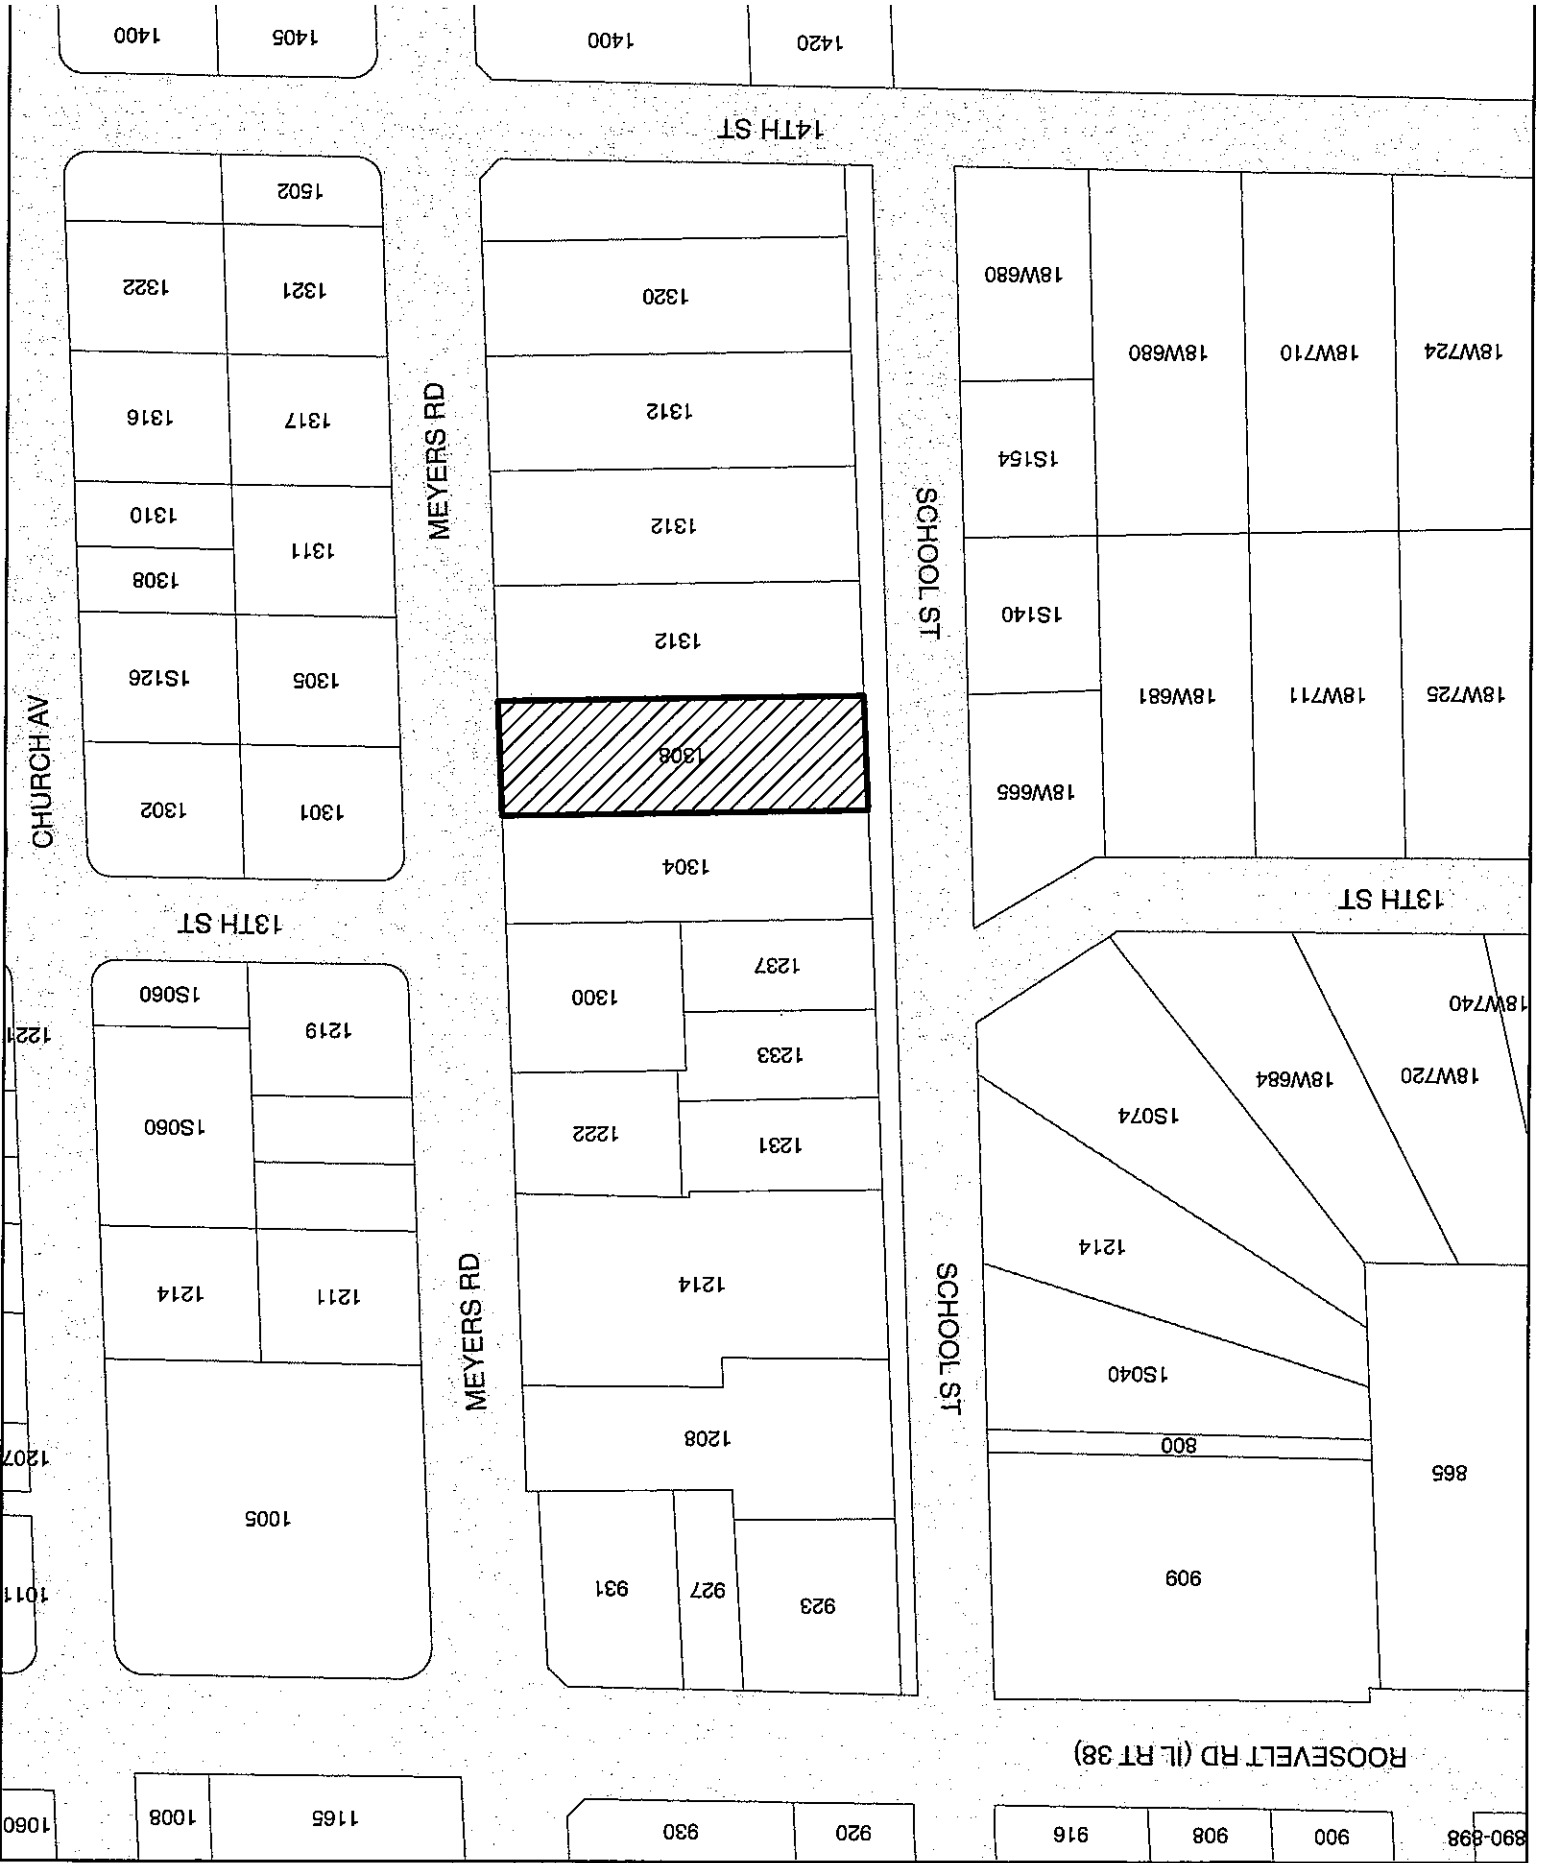 890-898
900
908
916
920
930
1165
1008
1060
ROOSEVELT RD (IL RT 38)
909
923
927
931
1011
1005
865
800
1208
1207
1S040
SCHOOL ST
MEYERS RD
1214
1214
1211
1214
1S074
18W684
18W720
18W740
1231
1222
1S060
1233
1237
1300
1219
1S060
1221
13TH ST
13TH ST
1304
18W665
1301
1302
CHURCH AV
1308
18W725
18W711
18W681
1S140
1312
1305
1S126
SCHOOL ST
1312
1311
1308
1310
MEYERS RD
1S154
1312
1317
1316
18W724
18W710
18W680
18W680
1320
1321
1322
1502
14TH ST
1420
1400
1405
1400